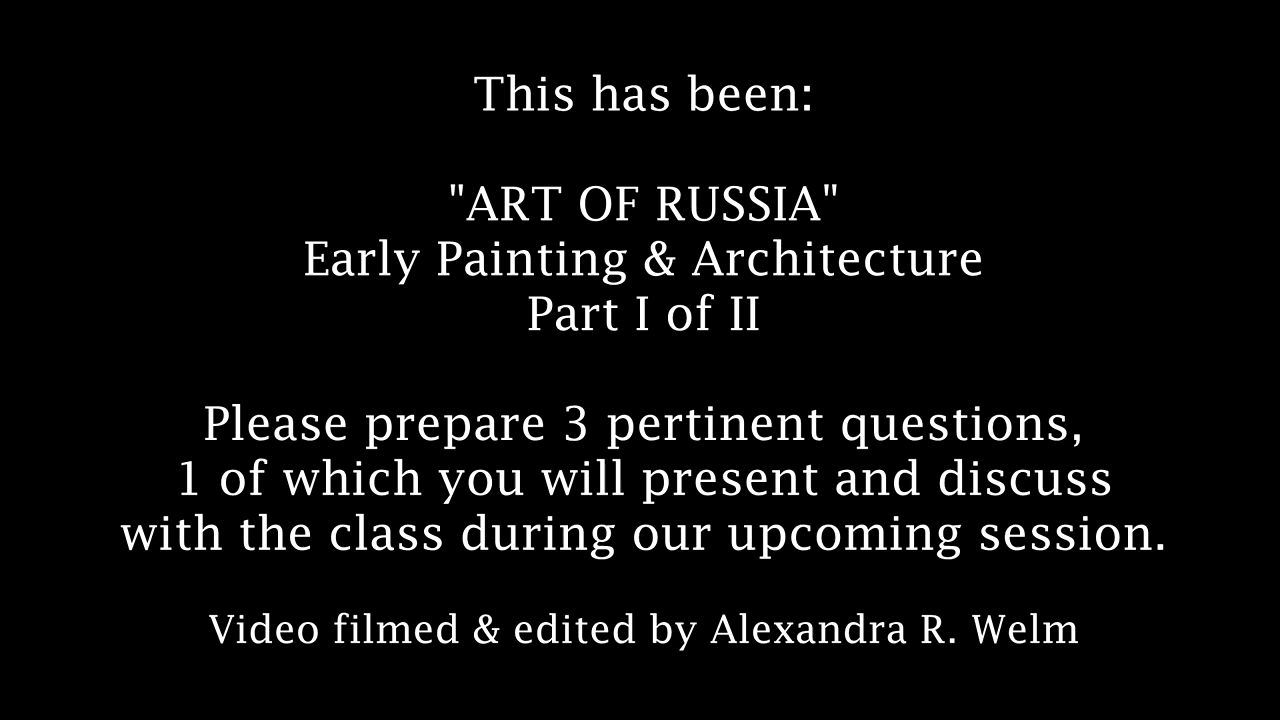 This has been:
"ART OF RUSSIA"
Early Painting & Architecture
Part I of II
Please prepare 3 pertinent questions,
1 of which you will present and discuss
with the class during our upcoming session.
Video filmed & edited by Alexandra R. Welm